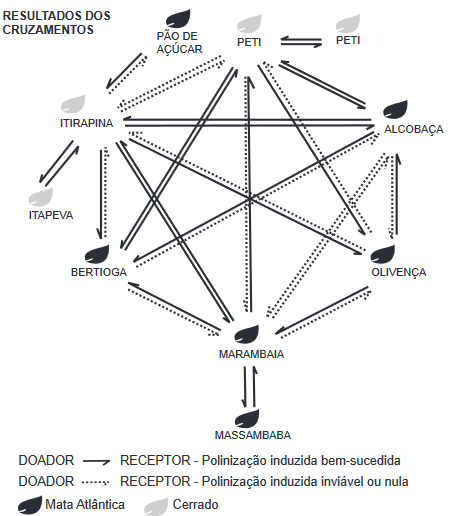 RESULTADOS DOS
CRUZAMENTOS
PÃO DE
AÇÚCAR
PETI
PETI
ITIRAPINA
ALCOBAÇA
ITAPEVA
BERTIOGA
OLIVENÇA
MARAMBAIA
MASSAMBABA
DOADOR RECEPTOR - Polinização induzida bem-sucedida
DOADOR RECEPTOR - Polinização induzida inviável ou nula
Mata Atlântica Cerrado